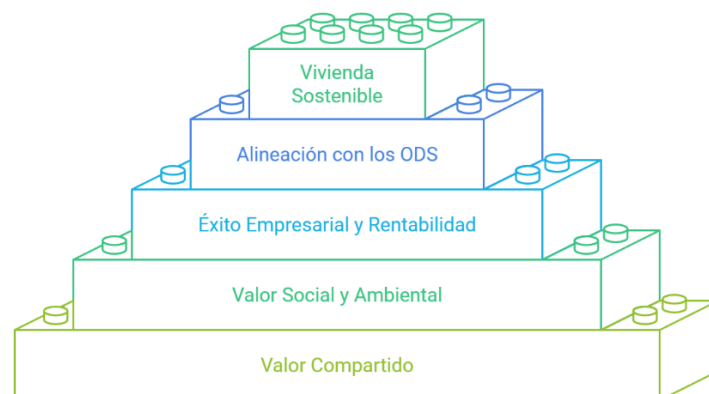 Vivienda
Sostenible
Alineación con los ODS
Éxito Empresarial y Rentabilidad
Valor Social y Ambiental
Valor Compartido